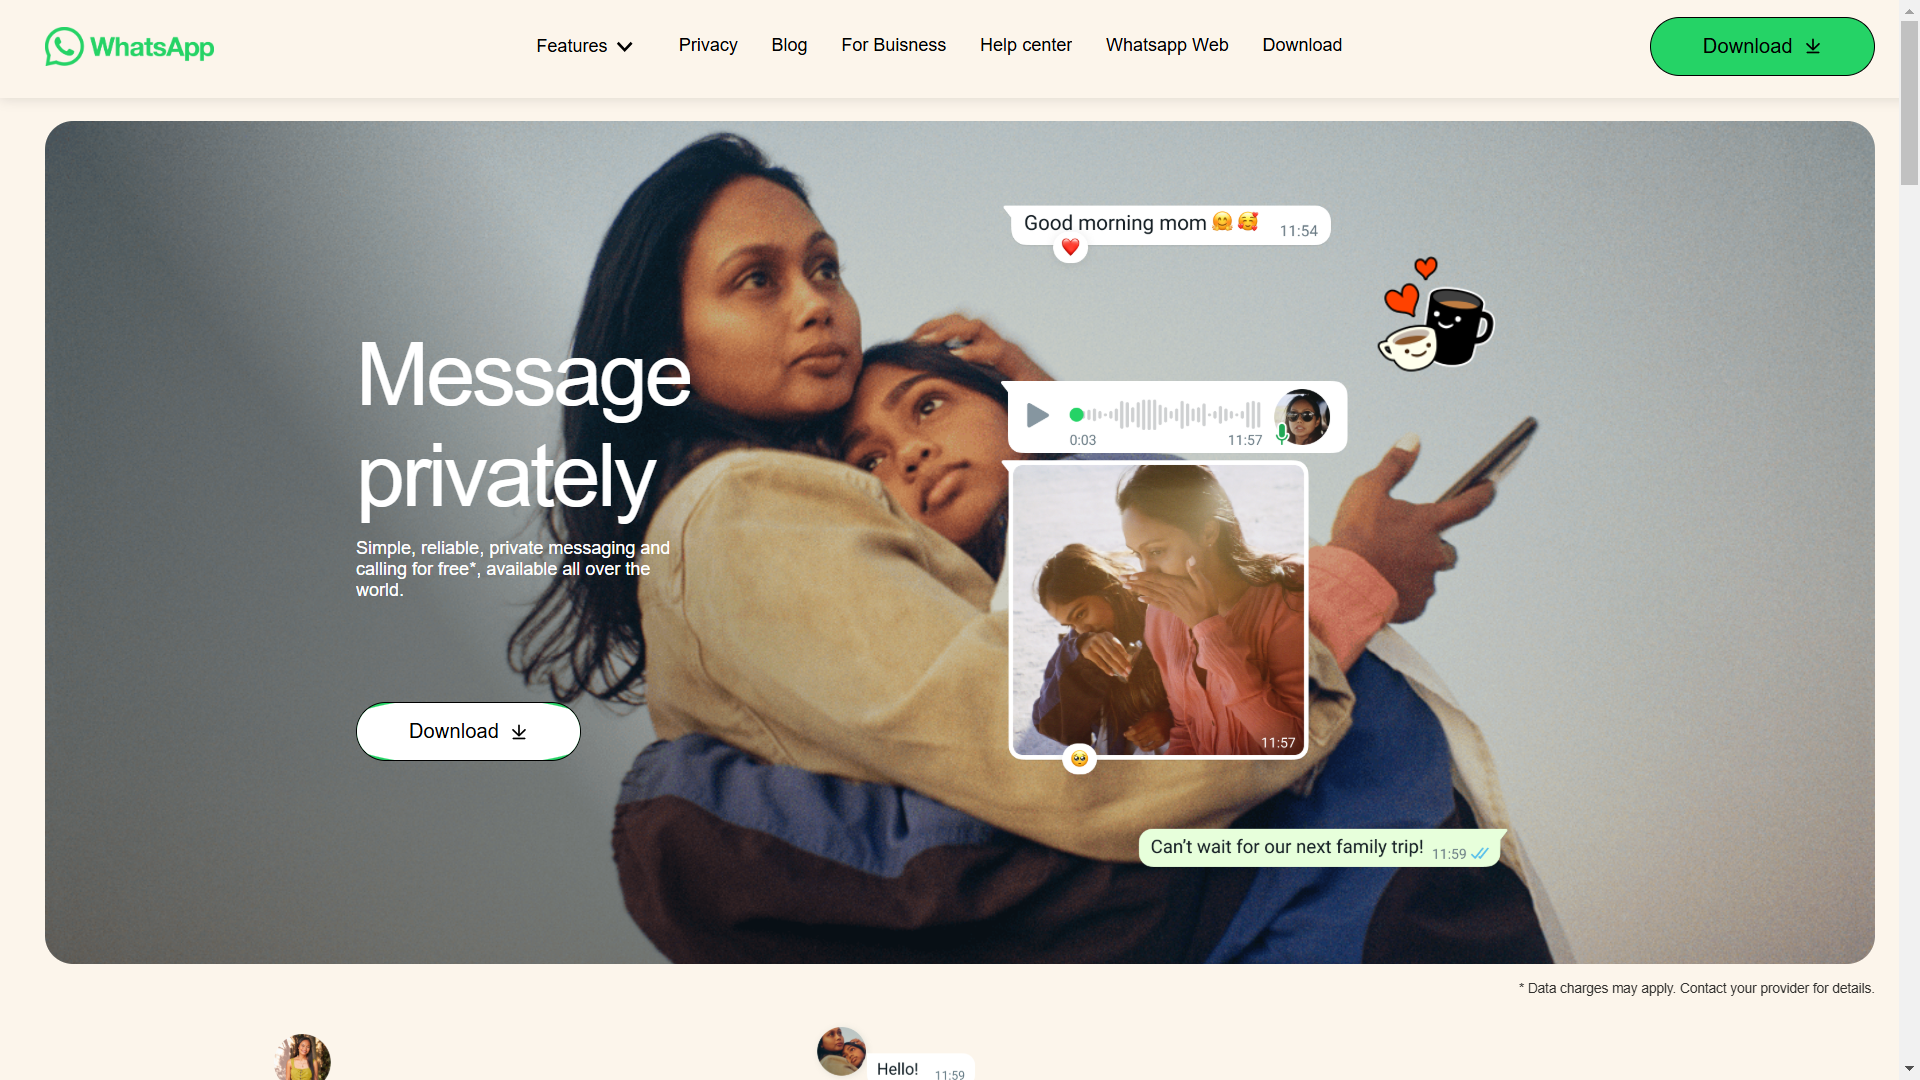 WhatsApp
Features
Privacy
Blog
For Buisness
Help center
Whatsapp Web
Download
Download
Good morning mom 🤗 🥰 11:54
❤️
Message
privately
0:03 11:57
Simple, reliable, private messaging and
calling for free*, available all over the
world.
Download
11:57
🥺
Can't wait for our next family trip! 11:59
* Data charges may apply. Contact your provider for details.
Hello! 11:59